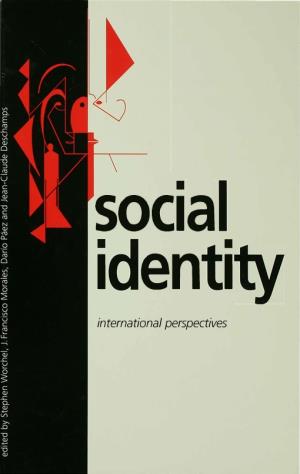 social
identity
international perspectives
edited by Stephen Worchel, J. Francisco Morales, Darío Páez and Jean-Claude Deschamps